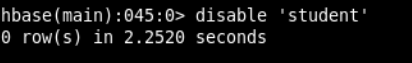 hbase(main):045:0> disable 'student'
0 row(s) in 2.2520 seconds